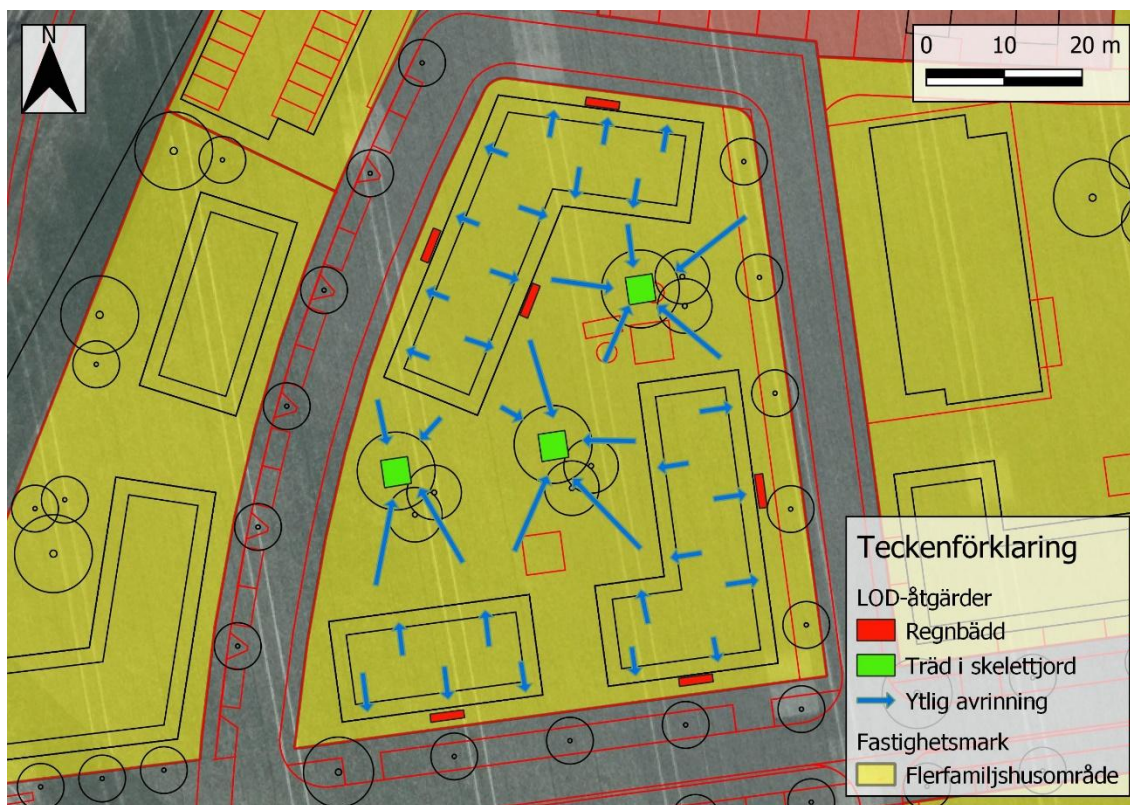 N
0 10 20 m
Teckenförklaring
LOD-åtgärder
Regnbädd
Träd i skelettjord
Ytlig avrinning
Fastighetsmark
Flerfamiljshusområde